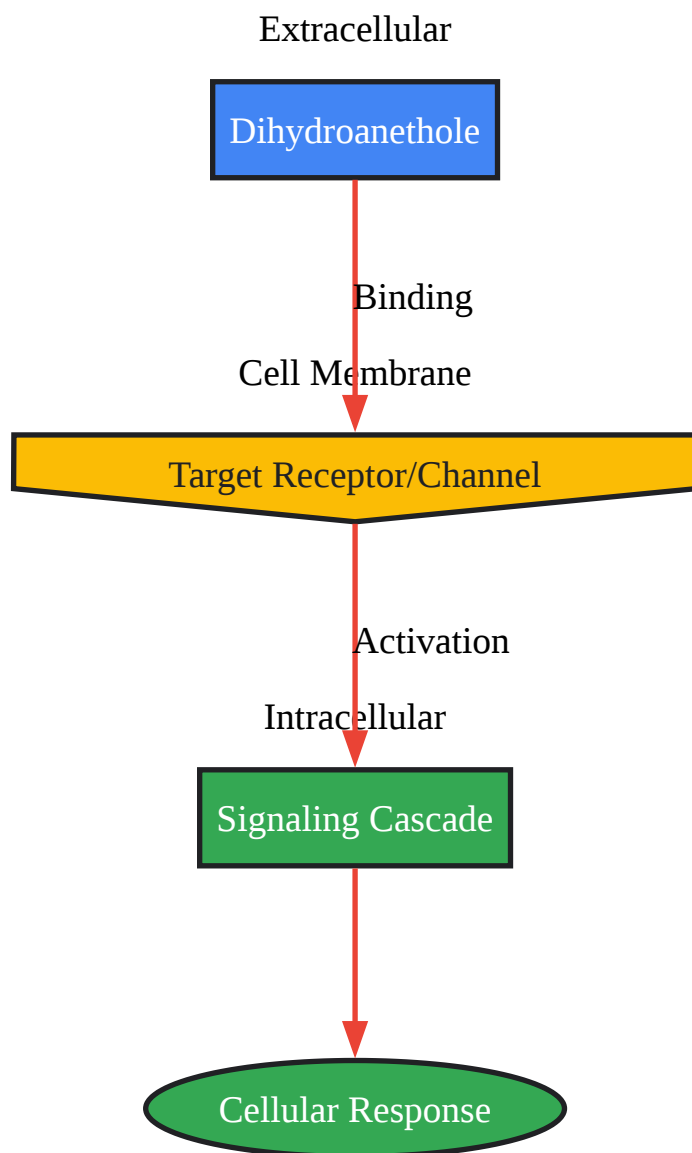 Extracellular
Dihydroanethole
Binding
Cell Membrane
Target Receptor/Channel
Activation
Intracellular
Signaling Cascade
Cellular Response